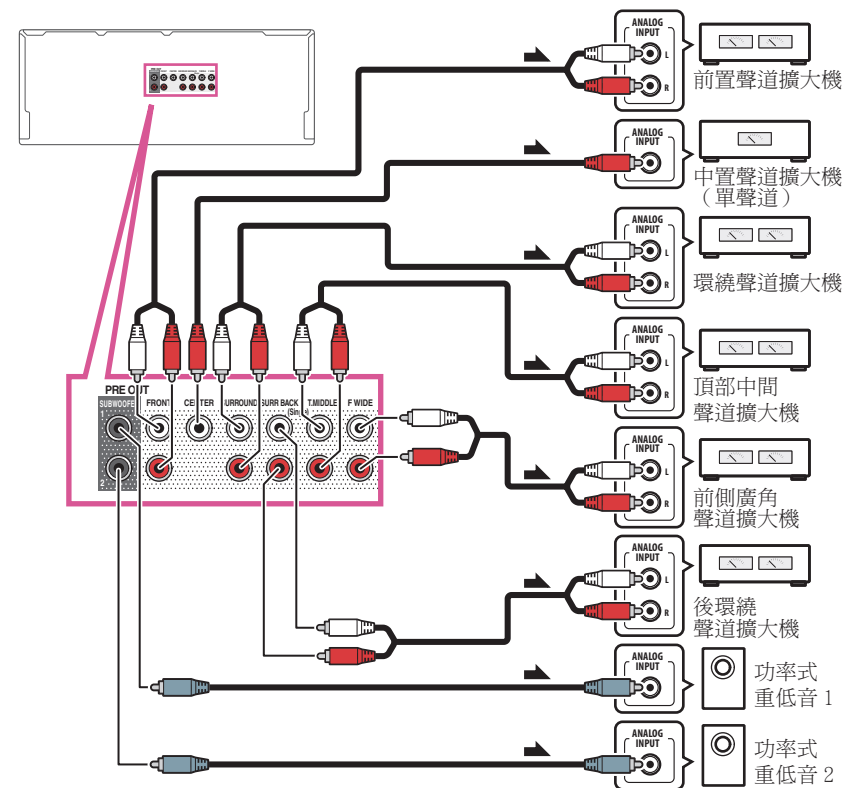 ANALOG
INPUT
L
R
前置聲道擴大機
ANALOG
INPUT
中置聲道擴大機
（單聲道）
ANALOG
INPUT
L
R
環繞聲道擴大機
ANALOG
INPUT
L
R
頂部中間
聲道擴大機
PRE OUT
SUBWOOFER FRONT CENTER SURROUND SURR BACK T.MIDDLE F WIDE
(Single)
1
2
ANALOG
INPUT
L
R
前側廣角
聲道擴大機
ANALOG
INPUT
L
R
後環繞
聲道擴大機
ANALOG
INPUT
功率式
重低音 1
ANALOG
INPUT
功率式
重低音 2